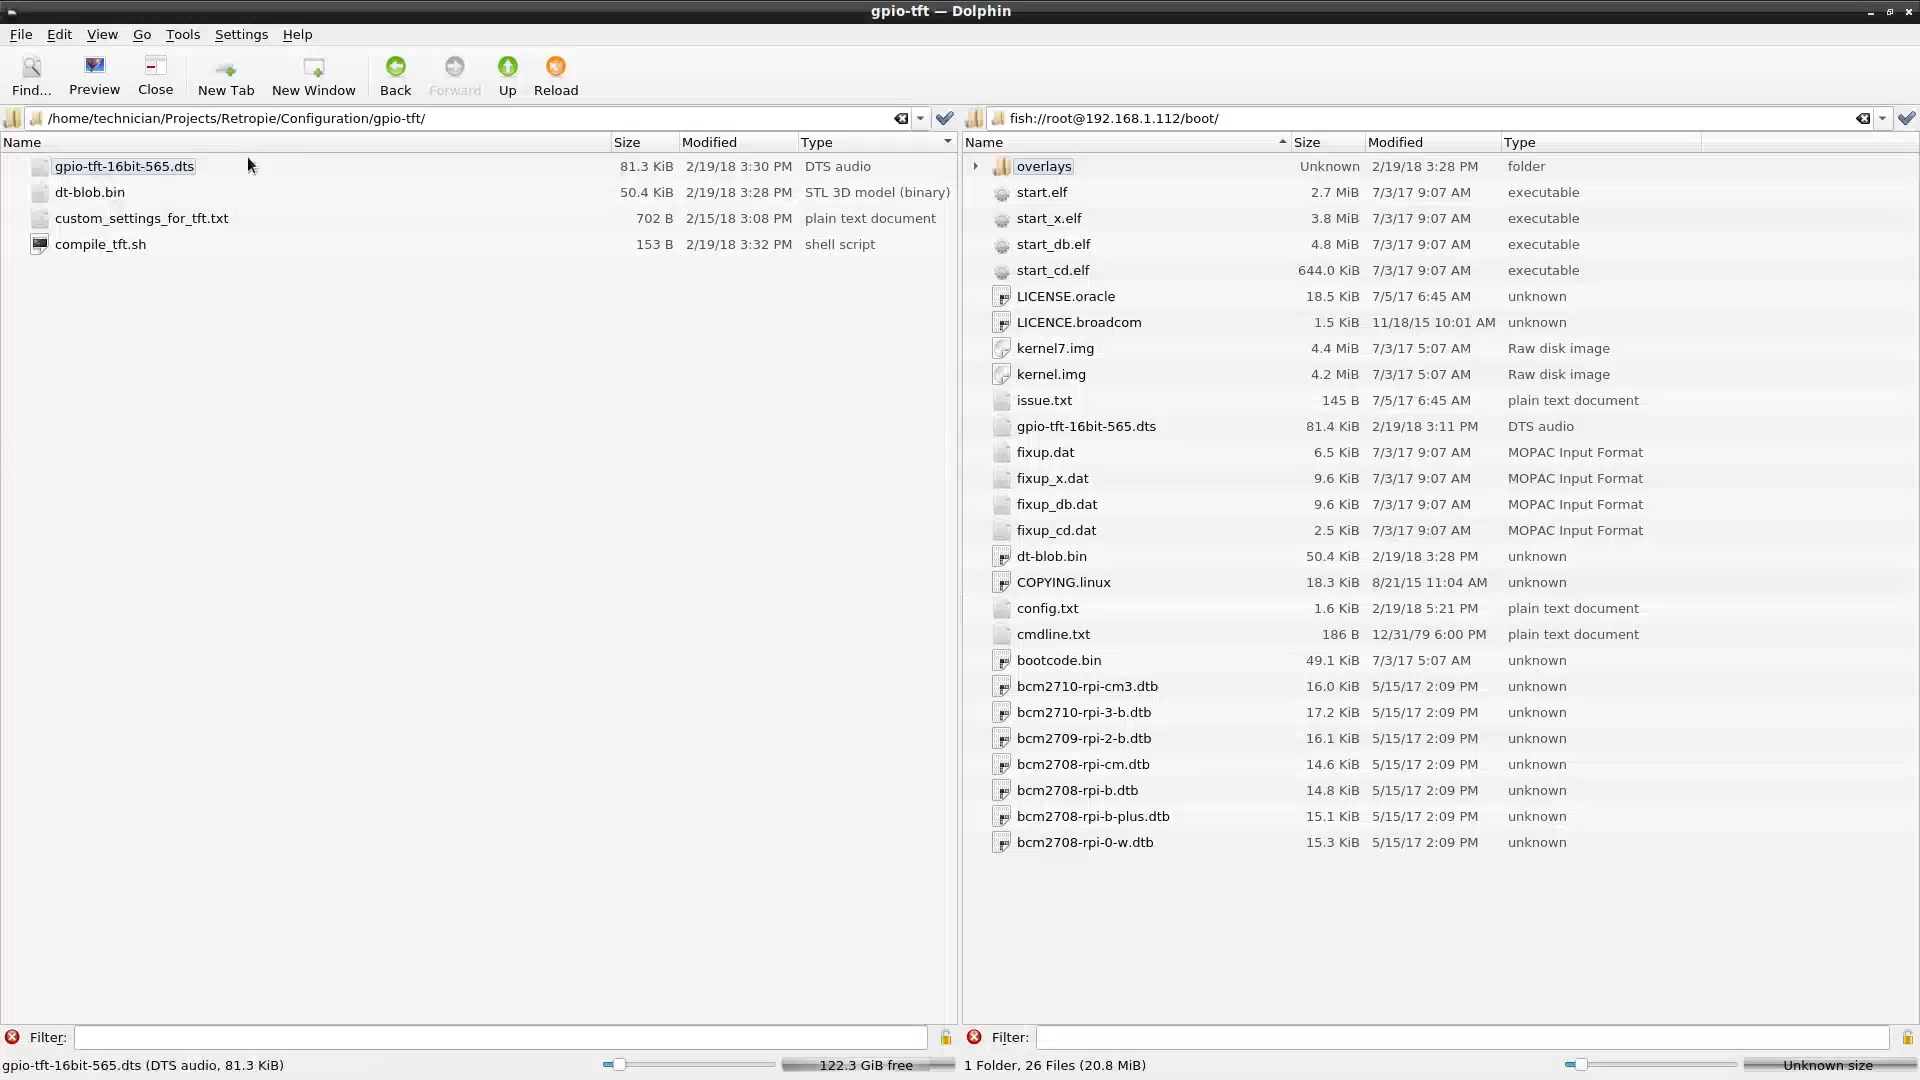 gpio-tft — Dolphin
File Edit View Go Tools Settings Help
Find... Preview Close New Tab New Window Back Forward Up Reload
/home/technician/Projects/Retropie/Configuration/gpio-tft/
Name Size Modified Type
gpio-tft-16bit-565.dts 81.3 KiB 2/19/18 3:30 PM DTS audio
dt-blob.bin 50.4 KiB 2/19/18 3:28 PM STL 3D model (binary)
custom_settings_for_tft.txt 702 B 2/15/18 3:08 PM plain text document
compile_tft.sh 153 B 2/19/18 3:32 PM shell script
Filter:
gpio-tft-16bit-565.dts (DTS audio, 81.3 KiB) 122.3 GiB free
fish://root@192.168.1.112/boot/
Name Size Modified Type
overlays Unknown 2/19/18 3:28 PM folder
start.elf 2.7 MiB 7/3/17 9:07 AM executable
start_x.elf 3.8 MiB 7/3/17 9:07 AM executable
start_db.elf 4.8 MiB 7/3/17 9:07 AM executable
start_cd.elf 644.0 KiB 7/3/17 9:07 AM executable
LICENSE.oracle 18.5 KiB 7/5/17 6:45 AM unknown
LICENCE.broadcom 1.5 KiB 11/18/15 10:01 AM unknown
kernel7.img 4.4 MiB 7/3/17 5:07 AM Raw disk image
kernel.img 4.2 MiB 7/3/17 5:07 AM Raw disk image
issue.txt 145 B 7/5/17 6:45 AM plain text document
gpio-tft-16bit-565.dts 81.4 KiB 2/19/18 3:11 PM DTS audio
fixup.dat 6.5 KiB 7/3/17 9:07 AM MOPAC Input Format
fixup_x.dat 9.6 KiB 7/3/17 9:07 AM MOPAC Input Format
fixup_db.dat 9.6 KiB 7/3/17 9:07 AM MOPAC Input Format
fixup_cd.dat 2.5 KiB 7/3/17 9:07 AM MOPAC Input Format
dt-blob.bin 50.4 KiB 2/19/18 3:28 PM unknown
COPYING.linux 18.3 KiB 8/21/15 11:04 AM unknown
config.txt 1.6 KiB 2/19/18 5:21 PM plain text document
cmdline.txt 186 B 12/31/79 6:00 PM plain text document
bootcode.bin 49.1 KiB 7/3/17 5:07 AM unknown
bcm2710-rpi-cm3.dtb 16.0 KiB 5/15/17 2:09 PM unknown
bcm2710-rpi-3-b.dtb 17.2 KiB 5/15/17 2:09 PM unknown
bcm2709-rpi-2-b.dtb 16.1 KiB 5/15/17 2:09 PM unknown
bcm2708-rpi-cm.dtb 14.6 KiB 5/15/17 2:09 PM unknown
bcm2708-rpi-b.dtb 14.8 KiB 5/15/17 2:09 PM unknown
bcm2708-rpi-b-plus.dtb 15.1 KiB 5/15/17 2:09 PM unknown
bcm2708-rpi-0-w.dtb 15.3 KiB 5/15/17 2:09 PM unknown
Filter:
1 Folder, 26 Files (20.8 MiB) Unknown size